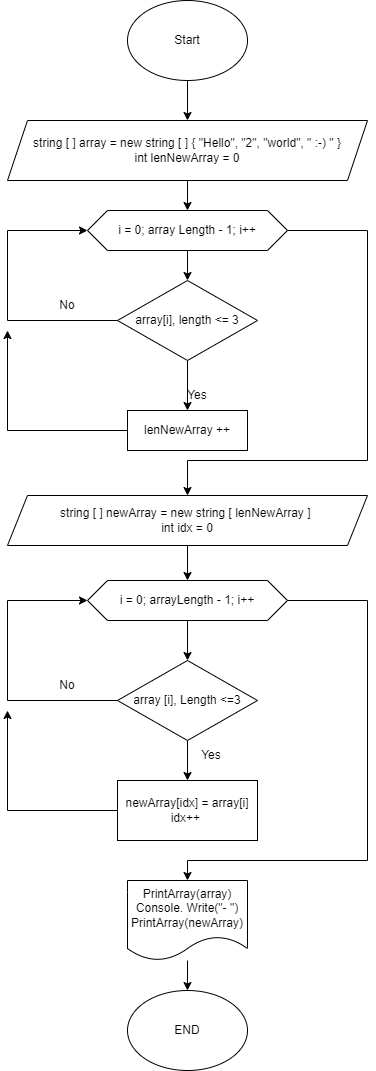 Start
string [ ] array = new string [ ] { "Hello", "2", "world", " :-) " }
int lenNewArray = 0
i = 0; array Length - 1; i++
No
array[i], length <= 3
Yes
lenNewArray ++
string [ ] newArray = new string [ lenNewArray ]
int idx = 0
i = 0; arrayLength - 1; i++
No
array [i], Length <=3
Yes
newArray[idx] = array[i]
idx++
PrintArray(array)
Console. Write("- ")
PrintArray(newArray)
END